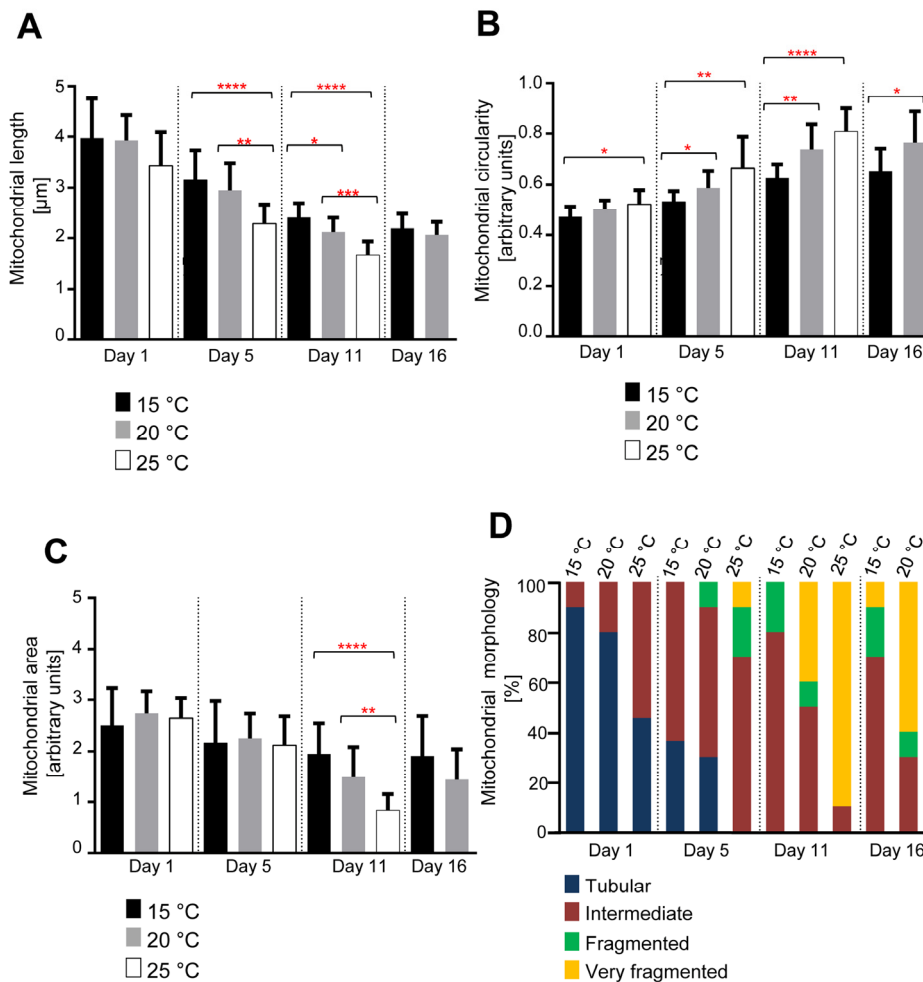 A
Mitochondrial length
[µm]
5
4
3
2
1
0
****
**
****
*
***
Day 1
Day 5
Day 11
Day 16
15 °C
20 °C
25 °C
B
Mitochondrial circularity
[arbitrary units]
1.0
0.8
0.6
0.4
0.2
0.0
*
**
*
****
**
*
Day 1
Day 5
Day 11
Day 16
15 °C
20 °C
25 °C
C
Mitochondrial area
[arbitrary units]
5
4
3
2
1
0
****
**
Day 1
Day 5
Day 11
Day 16
15 °C
20 °C
25 °C
D
15 °C
20 °C
25 °C
15 °C
20 °C
25 °C
15 °C
20 °C
25 °C
15 °C
20 °C
Mitochondrial morphology
[%]
100
80
60
40
20
0
Day 1
Day 5
Day 11
Day 16
Tubular
Intermediate
Fragmented
Very fragmented